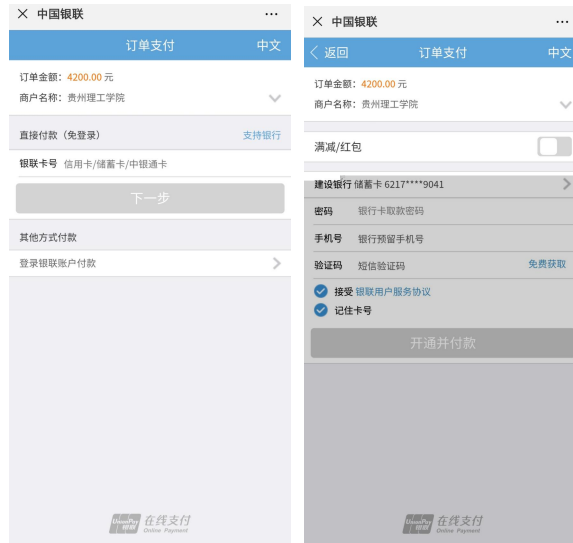 中国银联
订单支付 中文
订单金额：4200.00 元
商户名称：贵州理工学院
直接付款（免登录） 支持银行
银联卡号 信用卡/储蓄卡/中银通卡
下一步
其他方式付款
登录银联账户付款
UnionPay 银联 在线支付
Online Payment
中国银联
返回 订单支付 中文
订单金额：4200.00 元
商户名称：贵州理工学院
满减/红包
建设银行 储蓄卡 6217****9041
密码 银行卡取款密码
手机号 银行预留手机号
验证码 短信验证码 免费获取
接受 银联用户服务协议
记住卡号
开通并付款
UnionPay 银联 在线支付
Online Payment